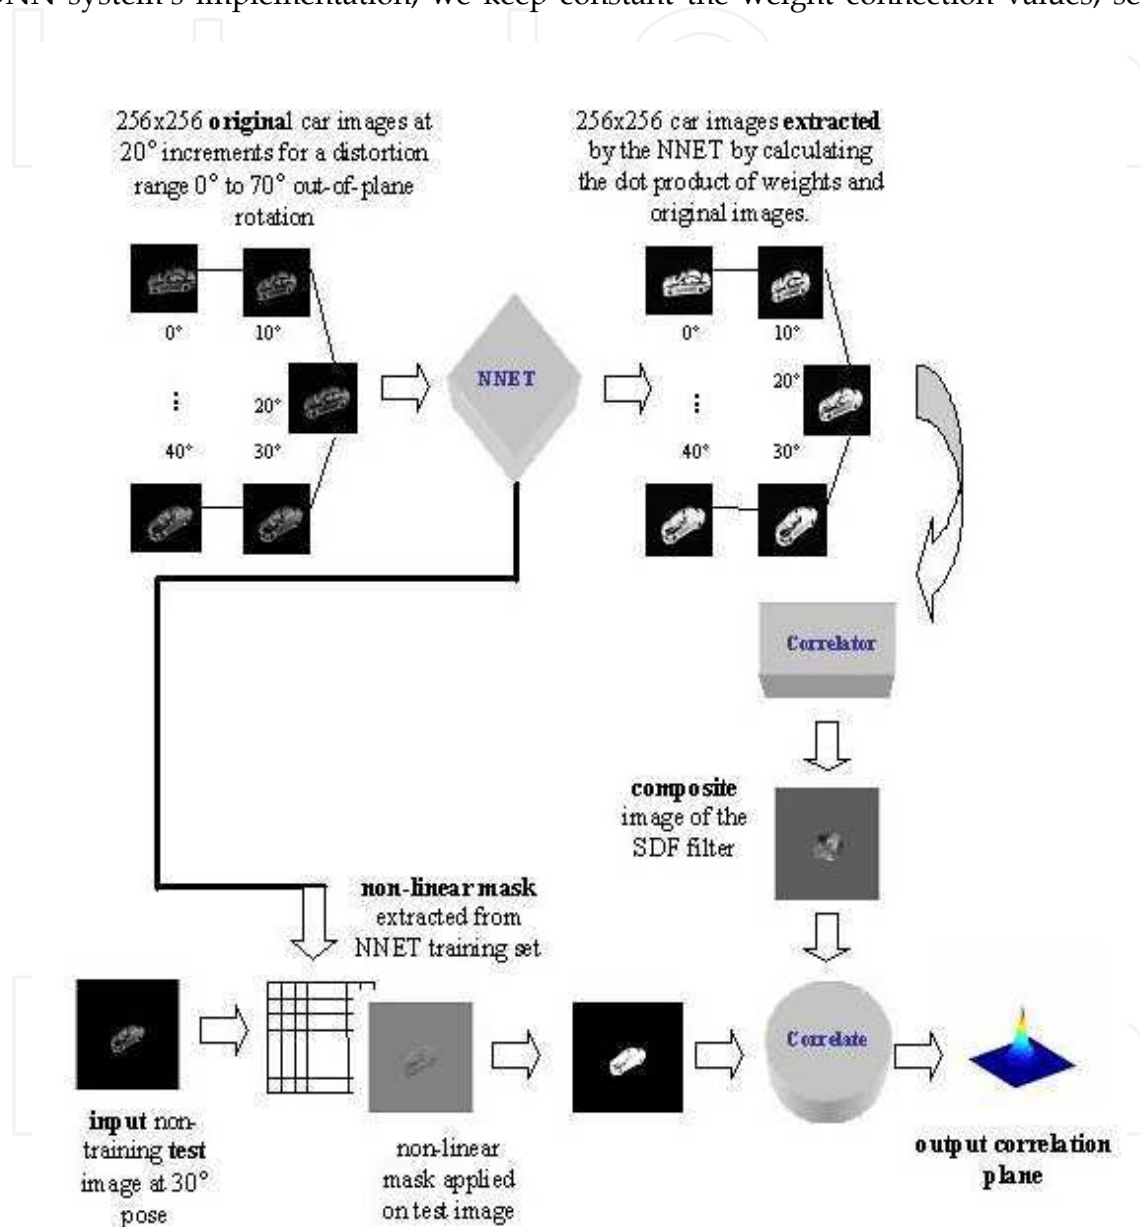 NN system's implementation, we keep constant the weight connection values, se
256x256 original car images at
20° increments for a distortion
range 0° to 70° out-of-plane
rotation
256x256 car images extracted
by the NNET by calculating
the dot product of weights and
original images.
0°
10°
20°
30°
40°
NNET
0°
10°
20°
30°
40°
Correlator
composite
image of the
SDF filter
non-linear mask
extracted from
NNET training set
Correlate
input non-
training test
image at 30°
pose
non-linear
mask applied
on test image
output correlation
plane